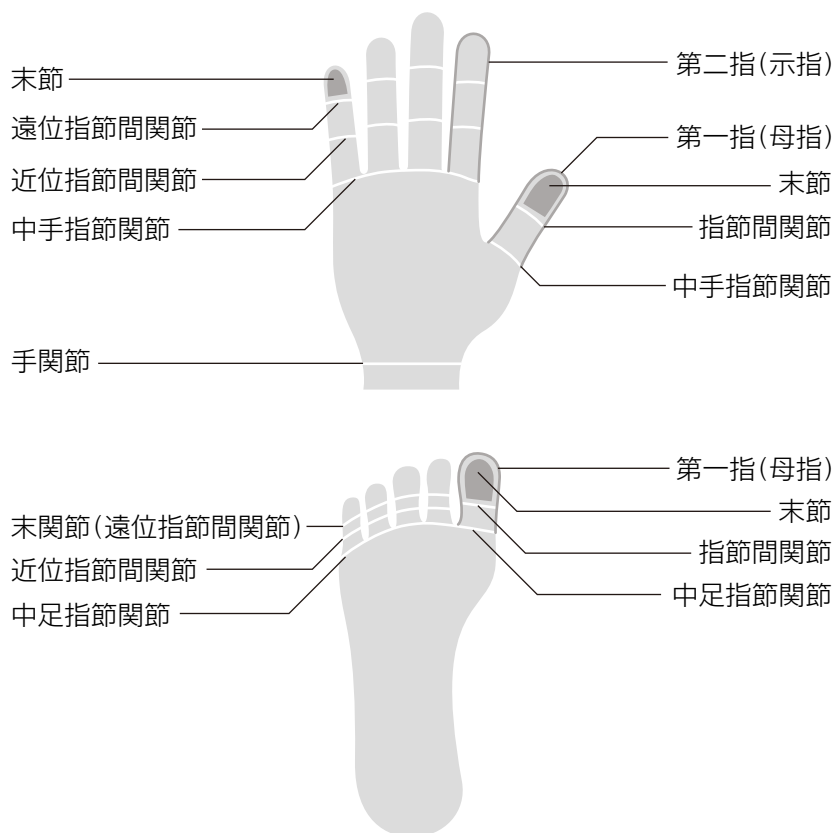 末節
遠位指節間関節
近位指節間関節
中手指節関節
手関節
第二指(示指)
第一指(母指)
末節
指節間関節
中手指節関節
末関節(遠位指節間関節)
近位指節間関節
中足指節関節
第一指(母指)
末節
指節間関節
中足指節関節